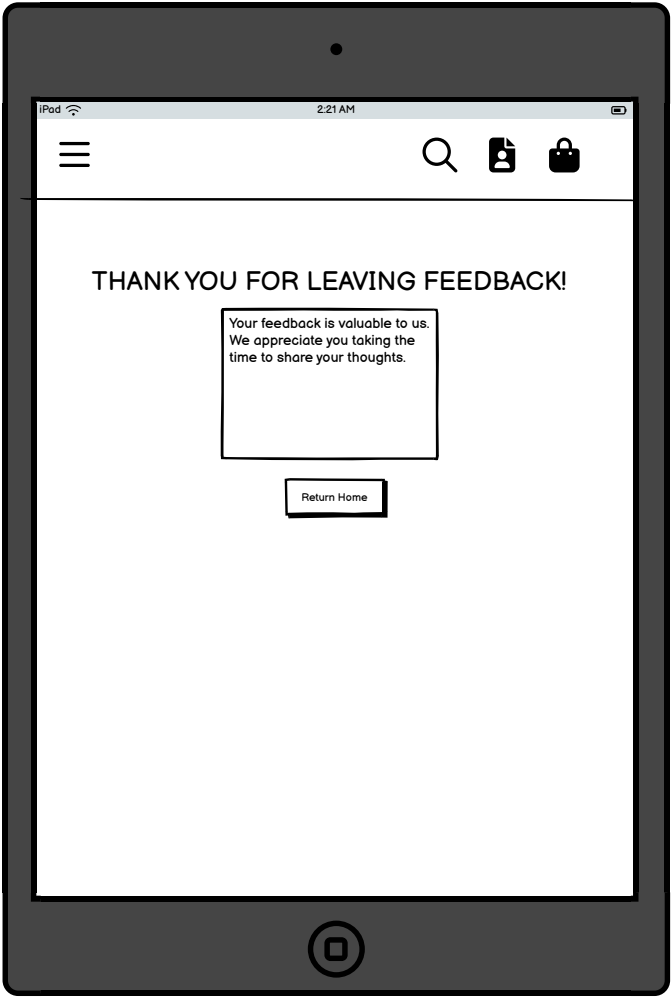 iPad 2:21 AM
THANK YOU FOR LEAVING FEEDBACK!
Your feedback is valuable to us.
We appreciate you taking the
time to share your thoughts.
Return Home